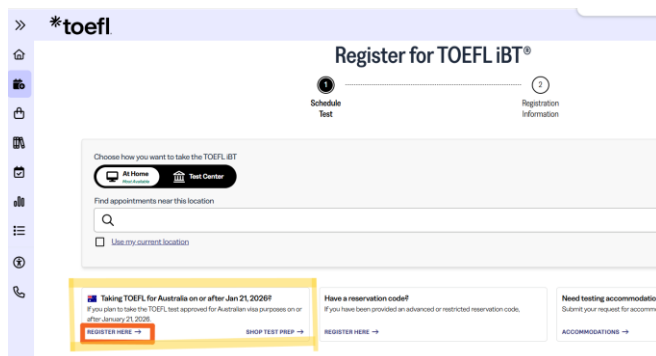 *toefl
Register for TOEFL iBT®
1
2
Schedule
Test
Registration
Information
Choose how you want to take the TOEFL iBT
At Home
Most Available
Test Center
Find appointments near this location
Use my current location
Taking TOEFL for Australia on or after Jan 21, 2026?
If you plan to take the TOEFL test approved for Australian visa purposes on or
after January 21, 2026.
REGISTER HERE →
SHOP TEST PREP →
Have a reservation code?
If you have been provided an advanced or restricted reservation code,
REGISTER HERE →
Need testing accommodatio
Submit your request for accomm
ACCOMMODATIONS →